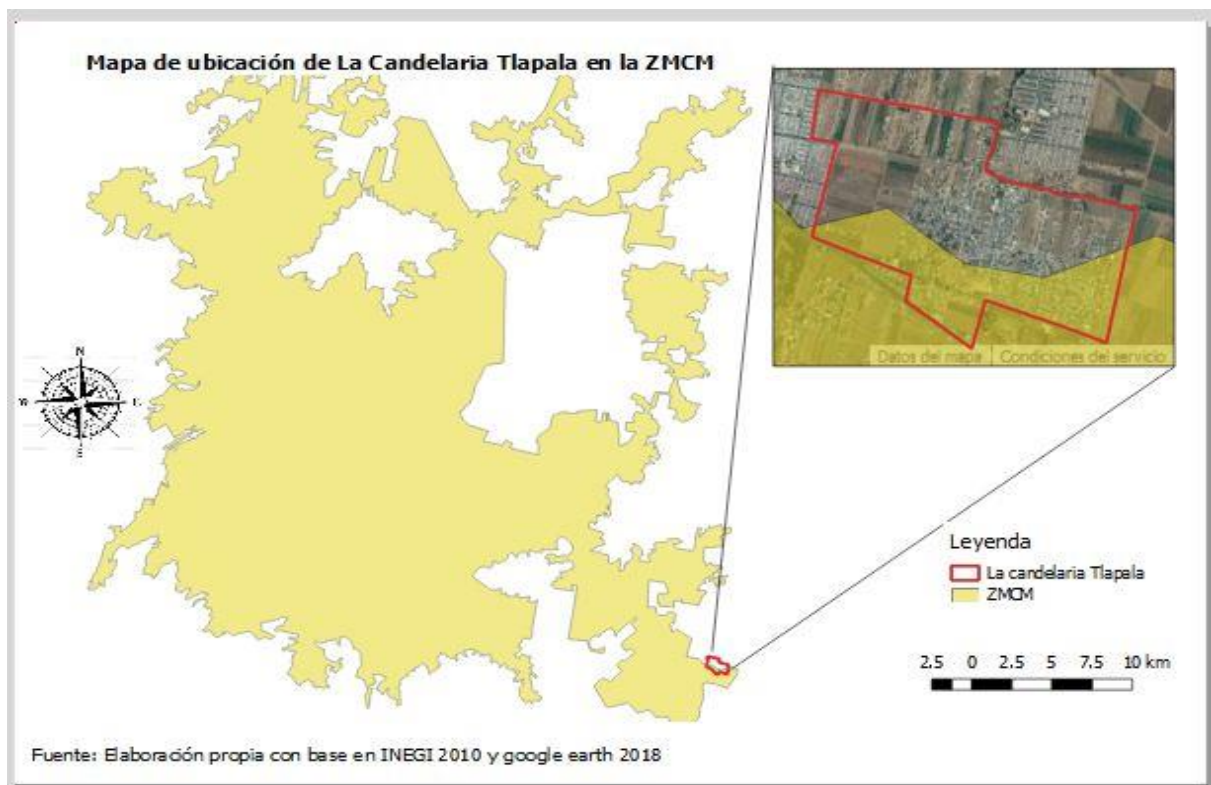 Mapa de ubicación de La Candelaria Tlapala en la ZMCM
Datos del mapa
Condiciones del servicio
N
E
S
Leyenda
La candelaria Tlapala
ZMCM
2.5 0 2.5 5 7.5 10 km
Fuente: Elaboración propia con base en INEGI 2010 y google earth 2018